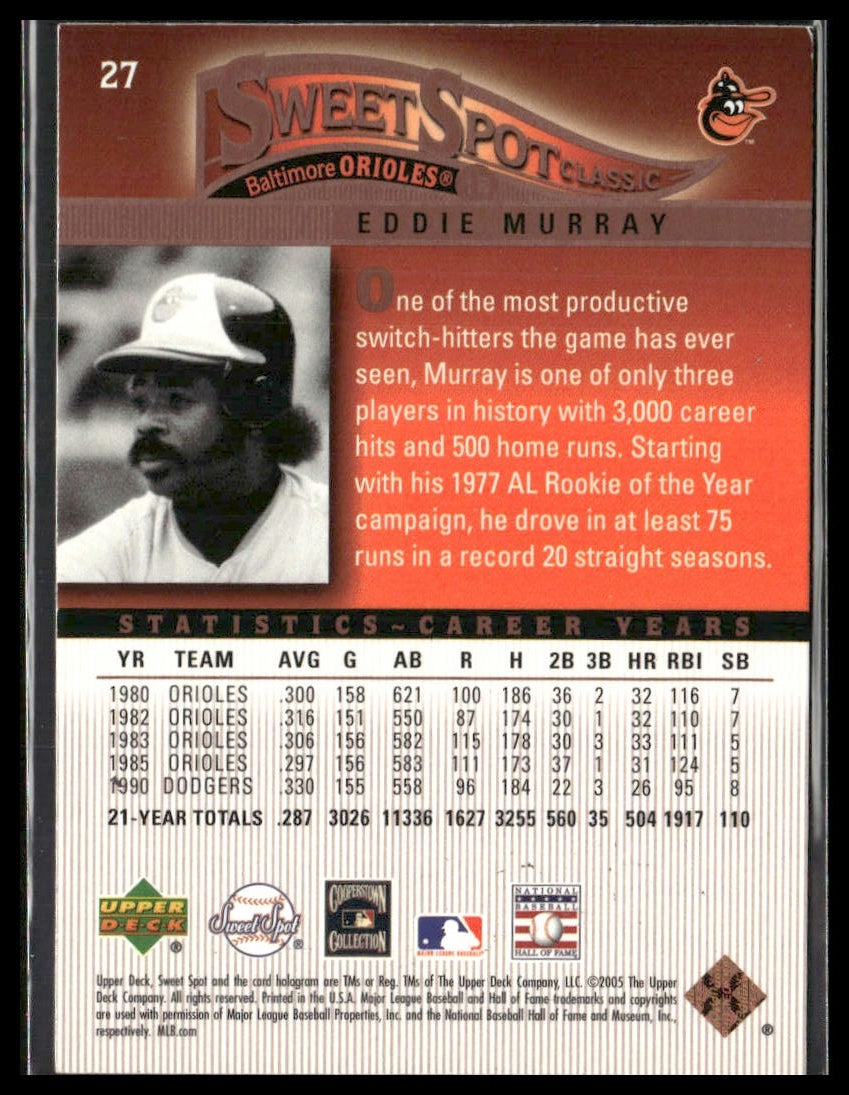 27
SWEET SPOT CLASSIC
Baltimore ORIOLES®
™
EDDIE MURRAY
One of the most productive
switch-hitters the game has ever
seen, Murray is one of only three
players in history with 3,000 career
hits and 500 home runs. Starting
with his 1977 AL Rookie of the Year
campaign, he drove in at least 75
runs in a record 20 straight seasons.
STATISTICS~CAREER YEARS
YR TEAM AVG G AB R H 2B 3B HR RBI SB
1980 ORIOLES .300 158 621 100 186 36 2 32 116 7
1982 ORIOLES .316 151 550 87 174 30 1 32 110 7
1983 ORIOLES .306 156 582 115 178 30 3 33 111 5
1985 ORIOLES .297 156 583 111 173 37 1 31 124 5
1990 DODGERS .330 155 558 96 184 22 3 26 95 8
21-YEAR TOTALS .287 3026 11336 1627 3255 560 35 504 1917 110
UPPER
DECK
®
Sweet Spot
®
COOPERSTOWN
COLLECTION
MAJOR LEAGUE BASEBALL
NATIONAL
BASEBALL
HALL OF FAME
Upper Deck, Sweet Spot and the card hologram are TMs or Reg. TMs of The Upper Deck Company, LLC. ©2005 The Upper
Deck Company. All rights reserved. Printed in the U.S.A. Major League Baseball and Hall of Fame trademarks and copyrights
are used with permission of Major League Baseball Properties, Inc. and the National Baseball Hall of Fame and Museum, Inc.,
respectively. MLB.com
®